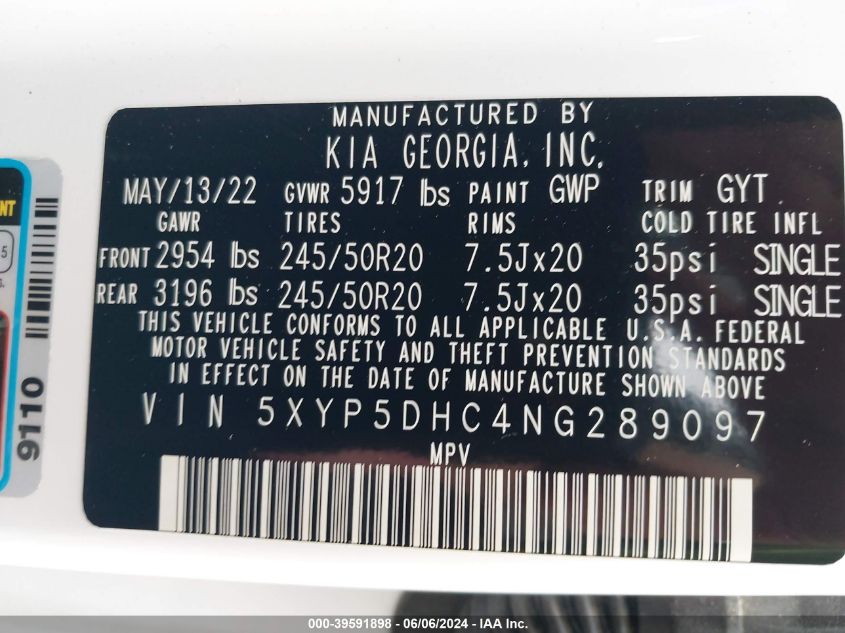 MANUFACTURED BY
KIA GEORGIA, INC.
MAY/13/22 GVWR 5917 lbs PAINT GWP TRIM GYT
GAWR TIRES RIMS COLD TIRE INFL
FRONT 2954 lbs 245/50R20 7.5Jx20 35psi SINGLE
REAR 3196 lbs 245/50R20 7.5Jx20 35psi SINGLE
THIS VEHICLE CONFORMS TO ALL APPLICABLE U.S.A. FEDERAL
MOTOR VEHICLE SAFETY AND THEFT PREVENTION STANDARDS
IN EFFECT ON THE DATE OF MANUFACTURE SHOWN ABOVE
VIN 5XYP5DHC4NG289097
MPV
9110
000-39591898 - 06/06/2024 - IAA Inc.